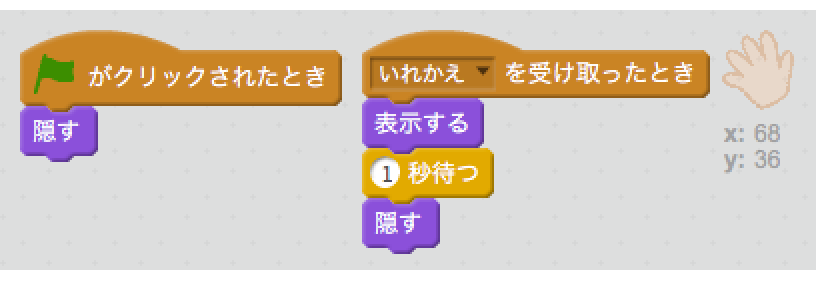 がクリックされたとき
隠す
いれかえ を受け取ったとき
表示する
1 秒待つ
隠す
x: 68
y: 36